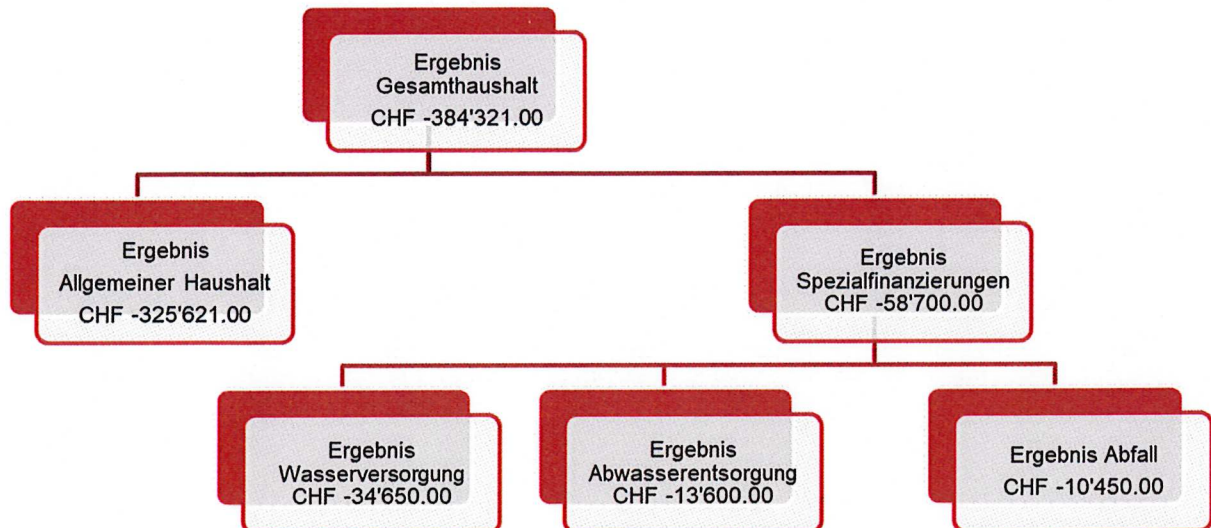 Ergebnis
Gesamthaushalt
CHF -384'321.00
Ergebnis
Allgemeiner Haushalt
CHF -325'621.00
Ergebnis
Spezialfinanzierungen
CHF -58'700.00
Ergebnis
Wasserversorgung
CHF -34'650.00
Ergebnis
Abwasserentsorgung
CHF -13'600.00
Ergebnis Abfall
CHF -10'450.00